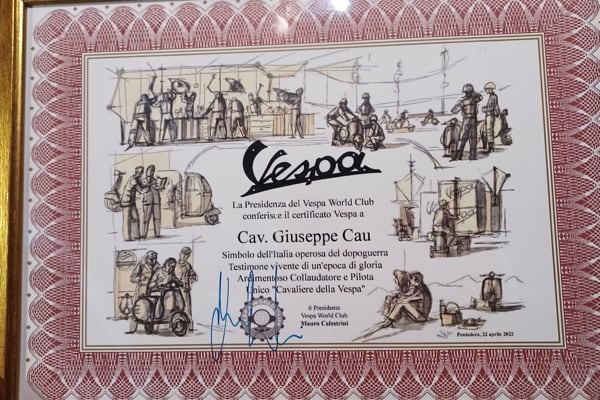 Vespa
La Presidenza del Vespa World Club
conferisce il certificato Vespa a
Cav. Giuseppe Cau
Simbolo dell'Italia operosa del dopoguerra
Testimone vivente di un'epoca di gloria
Ardimentoso Collaudatore e Pilota
Unico "Cavaliere della Vespa"
il Presidente
Vespa World Club
Mauro Calestrini
Pontedera, 22 aprile 2022